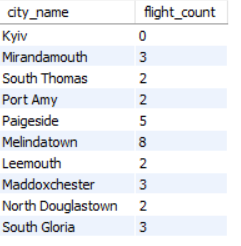 city_name flight_count
Kyiv 0
Mirandamouth 3
South Thomas 2
Port Amy 2
Paigeside 5
Melindatown 8
Leemouth 2
Maddoxchester 3
North Douglastown 2
South Gloria 3